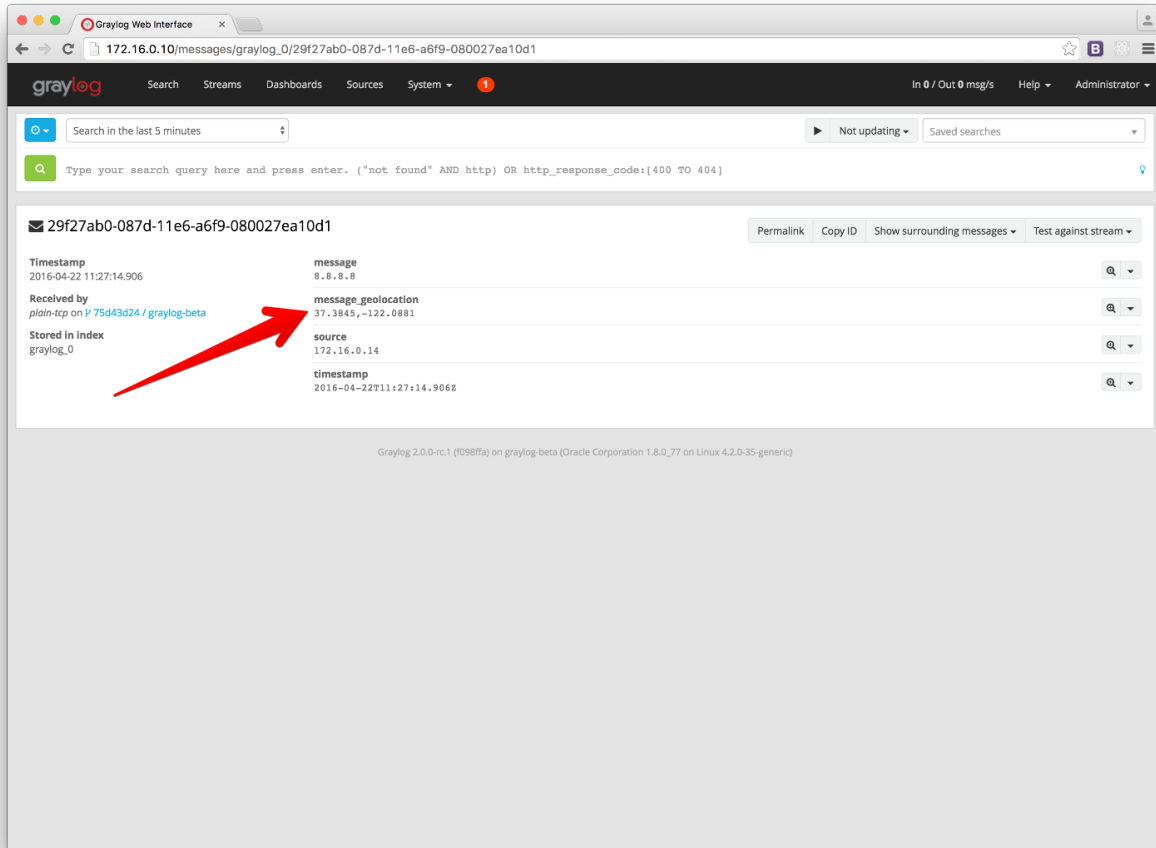 Graylog Web Interface
172.16.0.10/messages/graylog_0/29f27ab0-087d-11e6-a6f9-080027ea10d1
B
graylog Search Streams Dashboards Sources System 1 In 0 / Out 0 msg/s Help Administrator
Search in the last 5 minutes Not updating Saved searches
Type your search query here and press enter. ("not found" AND http) OR http_response_code:[400 TO 404]
29f27ab0-087d-11e6-a6f9-080027ea10d1
Permalink Copy ID Show surrounding messages Test against stream
Timestamp
2016-04-22 11:27:14.906
Received by
plain-tcp on 75d43d24 / graylog-beta
Stored in index
graylog_0
message
8.8.8.8
message_geolocation
37.3845,-122.0881
source
172.16.0.14
timestamp
2016-04-22T11:27:14.906Z
Graylog 2.0.0-rc.1 (f098ffa) on graylog-beta (Oracle Corporation 1.8.0_77 on Linux 4.2.0-35-generic)